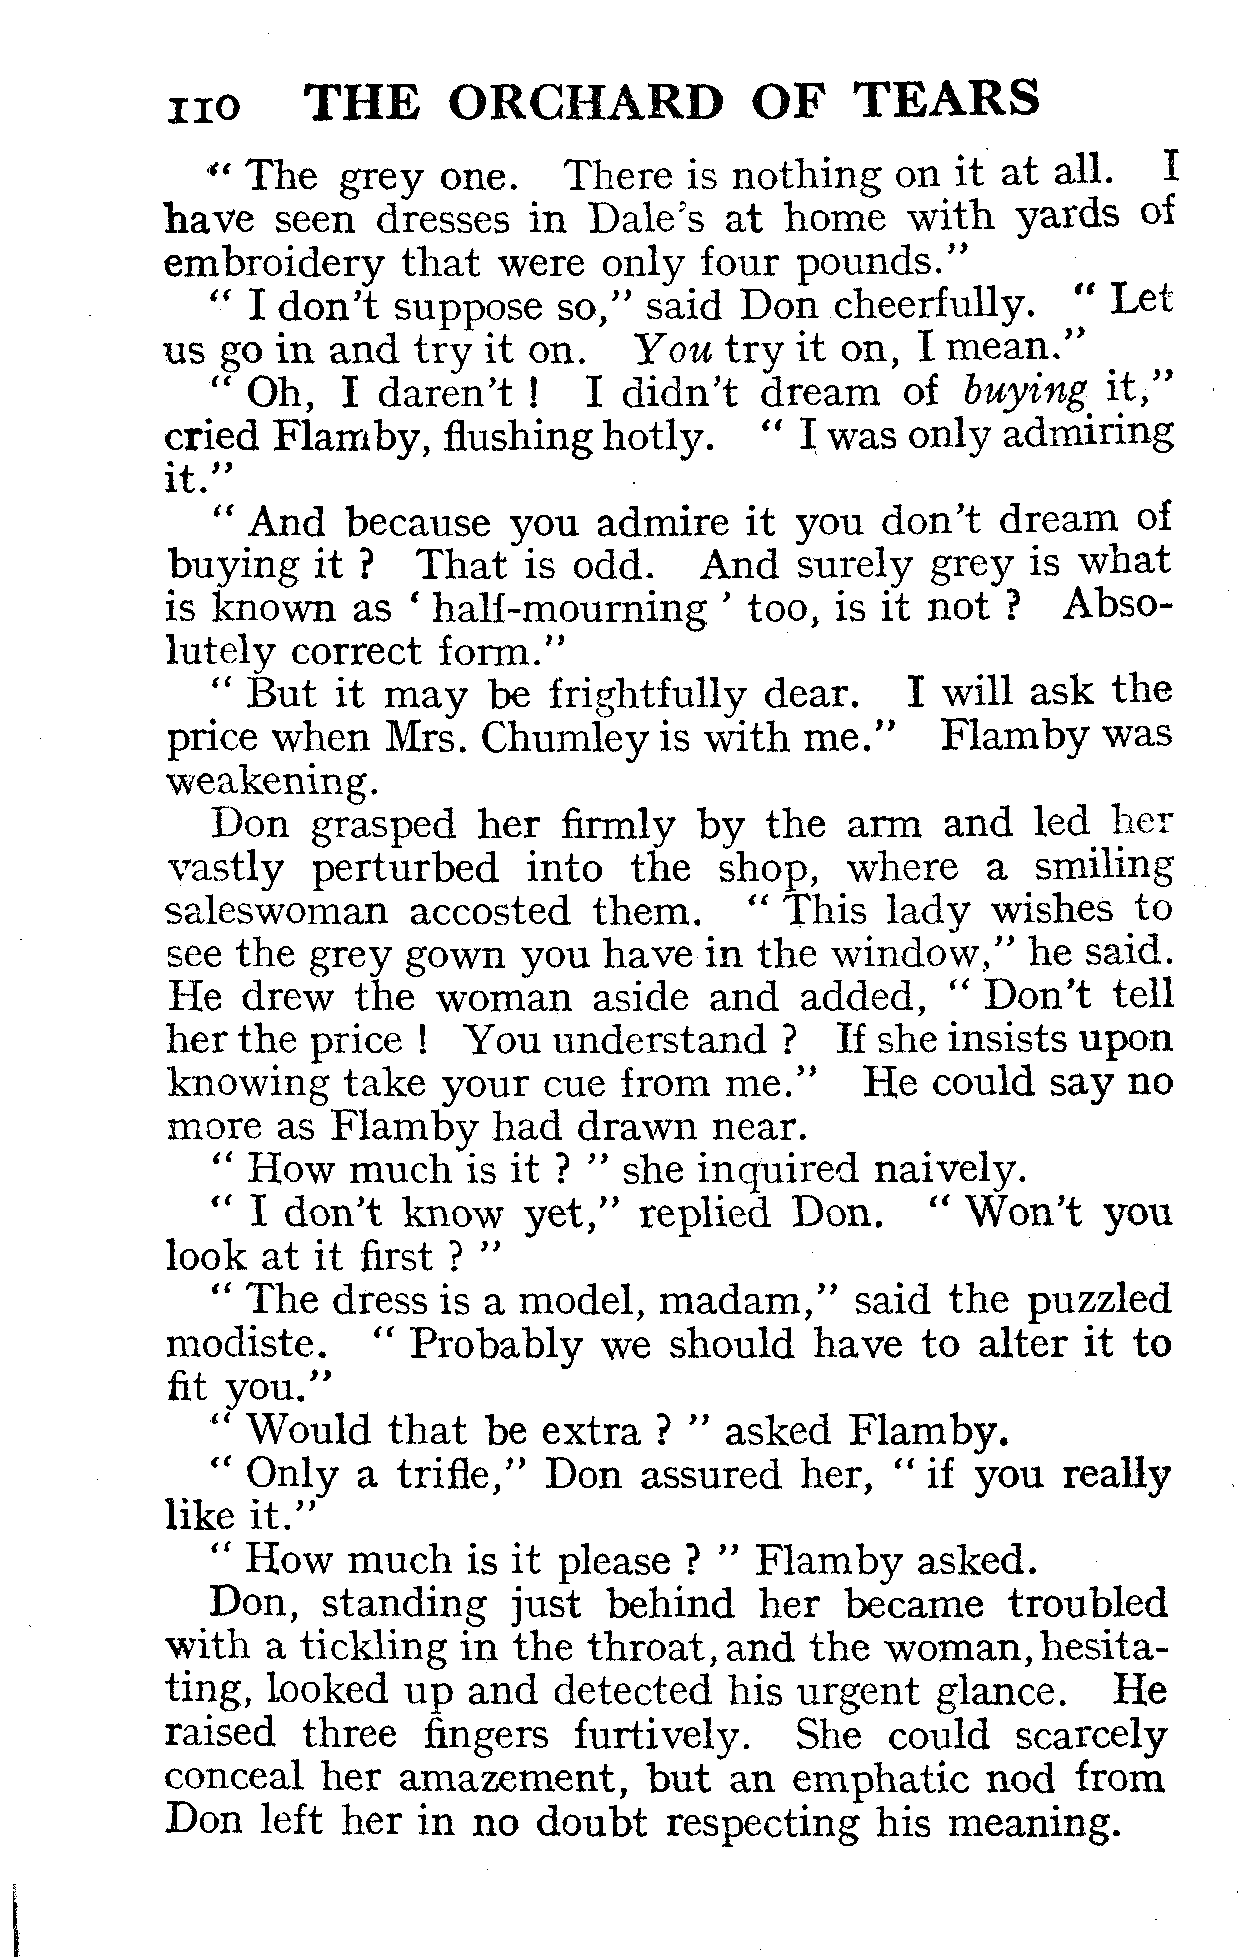 110 THE ORCHARD OF TEARS
“ The grey one. There is nothing on it at all. I
have seen dresses in Dale's at home with yards of
embroidery that were only four pounds.”
“ I don't suppose so,” said Don cheerfully. “ Let
us go in and try it on. You try it on, I mean.”
“ Oh, I daren't ! I didn't dream of buying it,”
cried Flamby, flushing hotly. “ I was only admiring
it.”
“ And because you admire it you don't dream of
buying it ? That is odd. And surely grey is what
is known as ‘ half-mourning ’ too, is it not ? Abso-
lutely correct form.”
“ But it may be frightfully dear. I will ask the
price when Mrs. Chumley is with me.” Flamby was
weakening.
Don grasped her firmly by the arm and led her
vastly perturbed into the shop, where a smiling
saleswoman accosted them. “ This lady wishes to
see the grey gown you have in the window,” he said.
He drew the woman aside and added, “ Don't tell
her the price ! You understand ? If she insists upon
knowing take your cue from me.” He could say no
more as Flamby had drawn near.
“ How much is it ? ” she inquired naively.
“ I don't know yet,” replied Don. “ Won't you
look at it first ? ”
“ The dress is a model, madam,” said the puzzled
modiste. “ Probably we should have to alter it to
fit you.”
“ Would that be extra ? ” asked Flamby.
“ Only a trifle,” Don assured her, “ if you really
like it.”
“ How much is it please ? ” Flamby asked.
Don, standing just behind her became troubled
with a tickling in the throat, and the woman, hesita-
ting, looked up and detected his urgent glance. He
raised three fingers furtively. She could scarcely
conceal her amazement, but an emphatic nod from
Don left her in no doubt respecting his meaning.